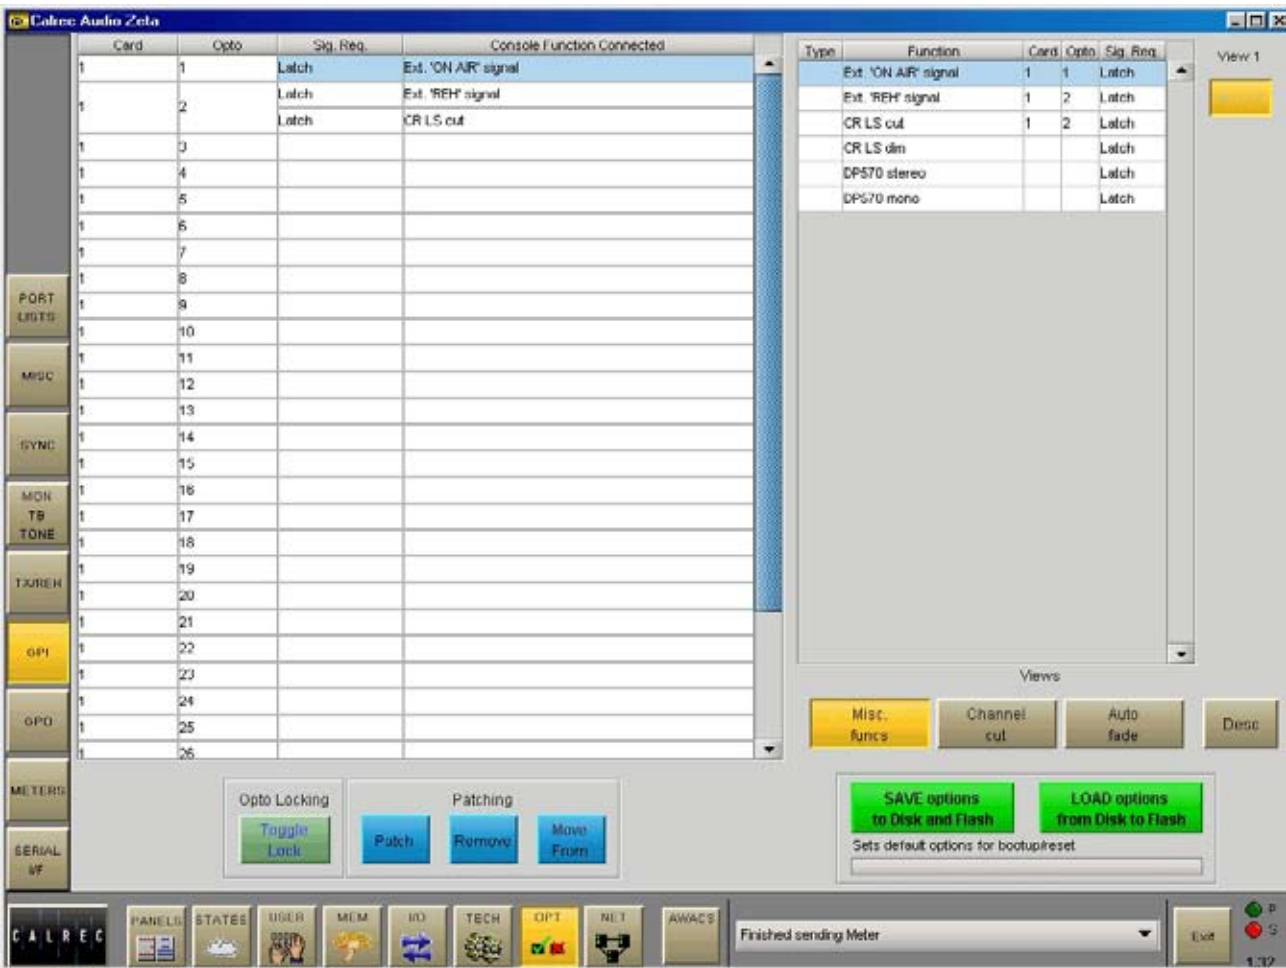 Calrec Audio Zeta
Card Opto Sig. Req. Console Function Connected
1 1 Latch Ext. 'ON AIR' signal
1 2 Latch Ext. 'REH' signal
Latch CR LS cut
1 3
1 4
1 5
1 6
1 7
1 8
1 9
1 10
1 11
1 12
1 13
1 14
1 15
1 16
1 17
1 18
1 19
1 20
1 21
1 22
1 23
1 24
1 25
1 26
Type Function Card Opto Sig. Req.
Ext. 'ON AIR' signal 1 1 Latch
Ext. 'REH' signal 1 2 Latch
CR LS cut 1 2 Latch
CR LS dim Latch
DP570 stereo Latch
DP570 mono Latch
View 1
PORT
LISTS
MISC
SYNC
MON
TB
TONE
TX/REH
GPI
GPO
METERS
SERIAL
I/F
Views
Misc.
funcs
Channel
cut
Auto
fade
Desc
Opto Locking
Toggle
Lock
Patching
Patch
Remove
Move
From
SAVE options
to Disk and Flash
LOAD options
from Disk to Flash
Sets default options for bootup/reset
CALREC
PANELS
STATES
USER
MEM
I/O
TECH
OPT
NET
AWACS
Finished sending Meter
Exit
P
S
1:32